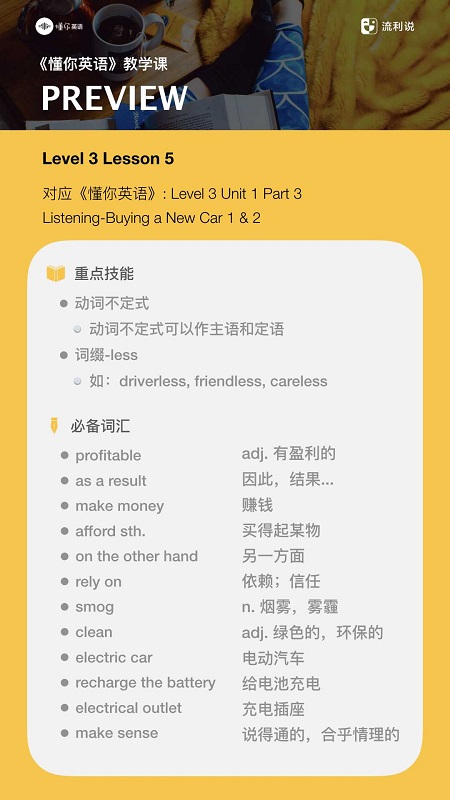 懂你英语
流利说
《懂你英语》教学课
PREVIEW
Level 3 Lesson 5
对应《懂你英语》: Level 3 Unit 1 Part 3
Listening-Buying a New Car 1 & 2
重点技能
动词不定式
动词不定式可以作主语和定语
词缀-less
如：driverless, friendless, careless
必备词汇
profitable adj. 有盈利的
as a result 因此，结果...
make money 赚钱
afford sth. 买得起某物
on the other hand 另一方面
rely on 依赖；信任
smog n. 烟雾，雾霾
clean adj. 绿色的，环保的
electric car 电动汽车
recharge the battery 给电池充电
electrical outlet 充电插座
make sense 说得通的，合乎情理的